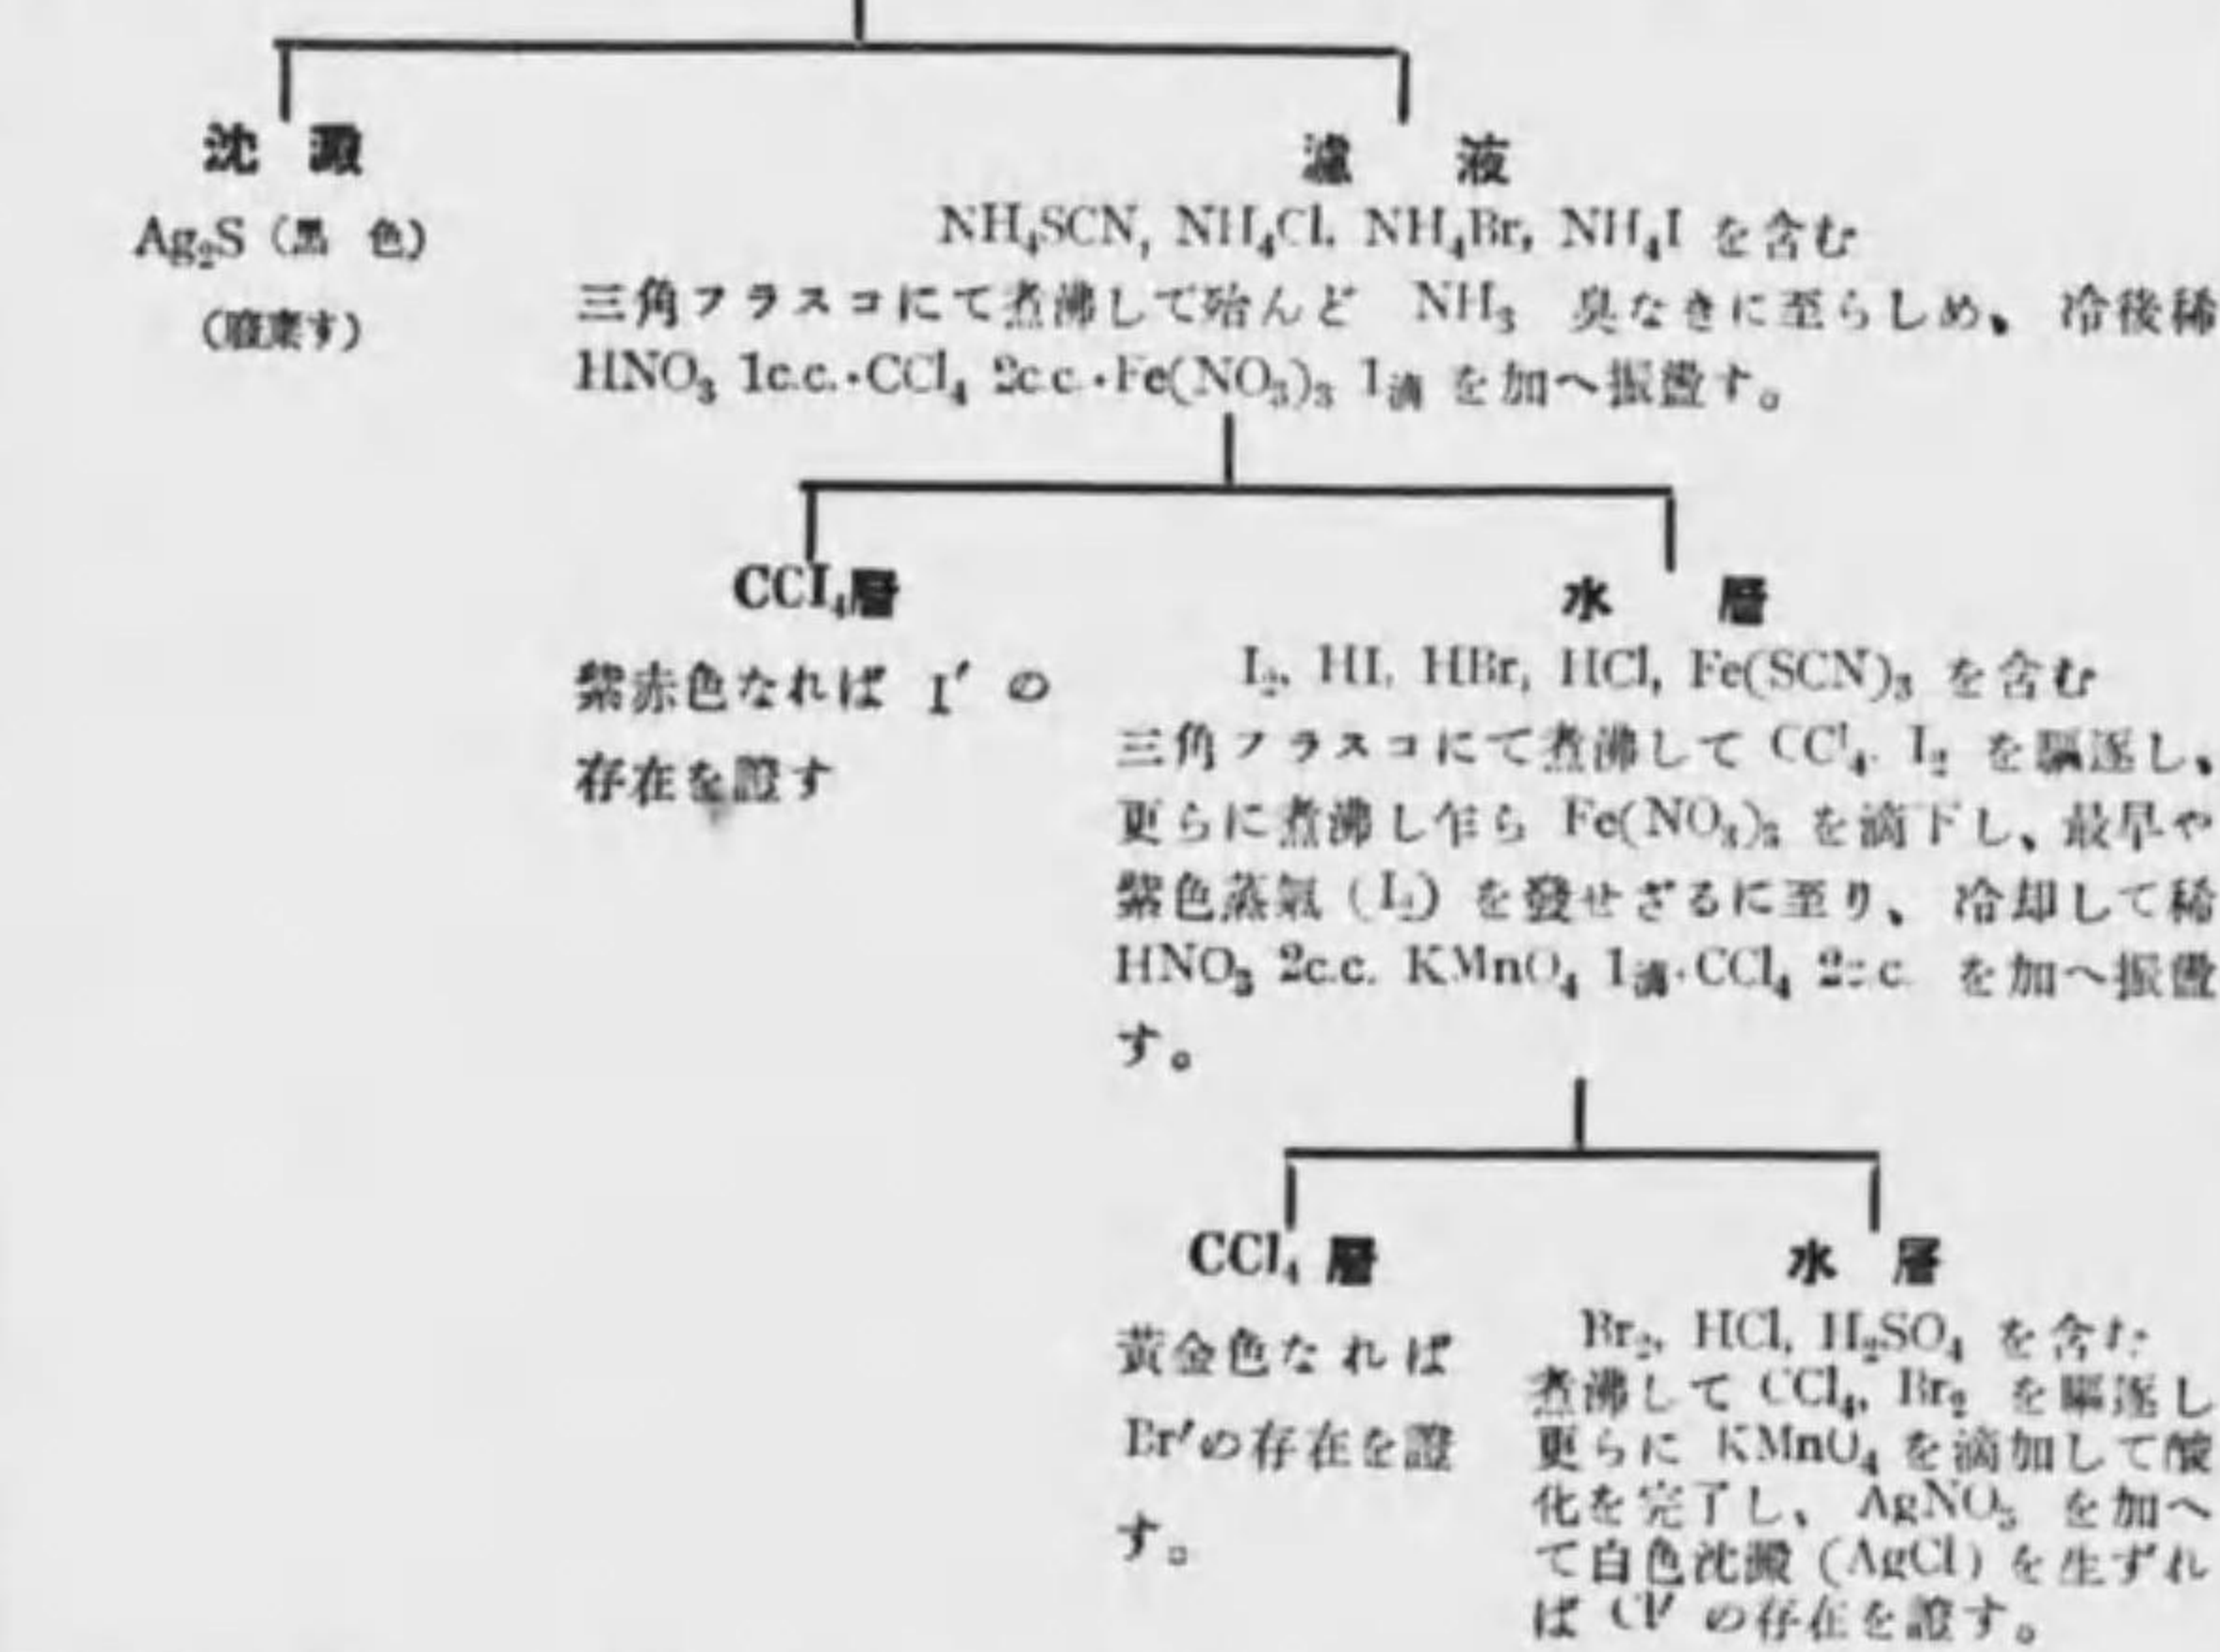 沈澱
Ag₂S(黒色)
(廢棄す)
濾液
NH₄SCN, NH₄Cl, NH₄Br, NH₄I を含む
三角フラスコにて煮沸して殆んど NH₃ 臭なきに至らしめ、冷後稀
HNO₃ 1c.c.·CCl₄ 2c.c.·Fe(NO₃)₃ 1滴 を加へ振盪す。
CCl₄層
紫赤色なれば I′ の
存在を證す
水層
I₂, HI, HBr, HCl, Fe(SCN)₃ を含む
三角フラスコにて煮沸して CCl₄. I₂ を驅逐し、
更らに煮沸し乍ら Fe(NO₃)₃ を滴下し、最早や
紫色蒸氣(I₂)を發せざるに至り、冷却して稀
HNO₃ 2c.c. KMnO₄ 1滴·CCl₄ 2c.c. を加へ振盪
す。
CCl₄ 層
黄金色なれば
Br′の存在を證
す。
水層
Br₂, HCl, H₂SO₄ を含む
煮沸して CCl₄, Br₂ を驅逐し
更らに KMnO₄ を滴加して酸
化を完了し、AgNO₃ を加へ
て白色沈澱(AgCl)を生ずれ
ば Cl′ の存在を證す。